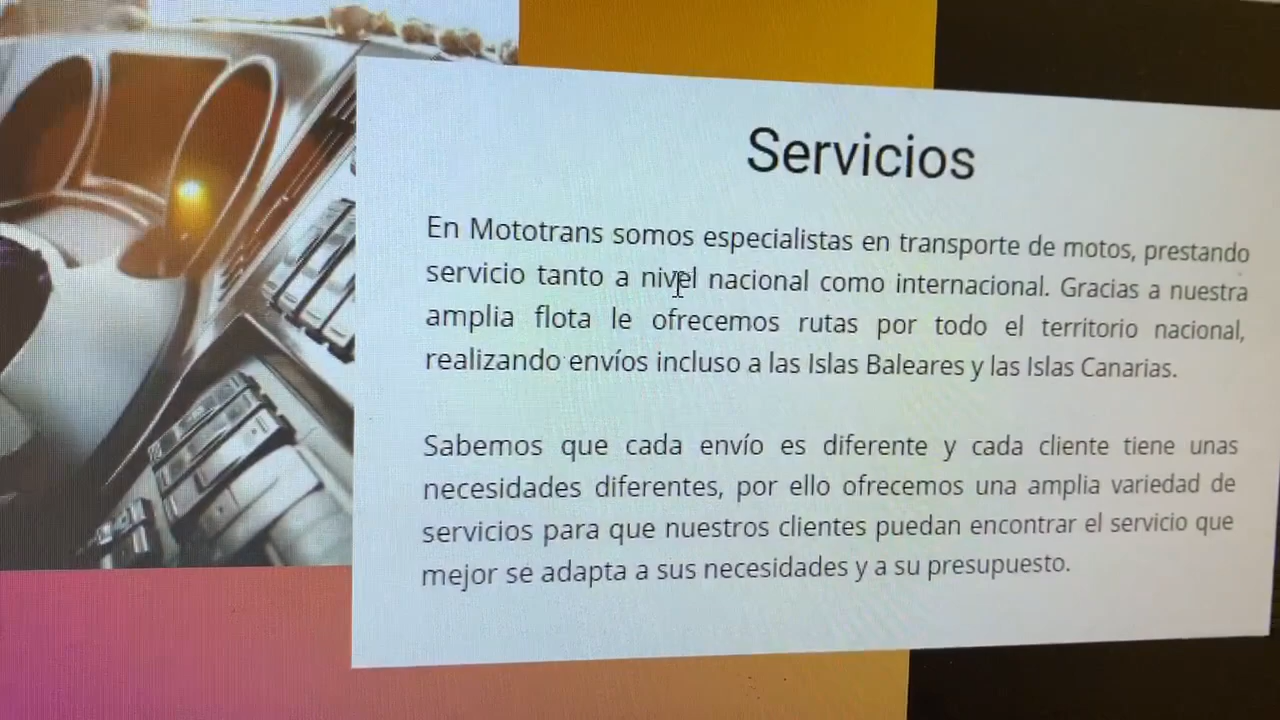 Servicios
En Mototrans somos especialistas en transporte de motos, prestando
servicio tanto a nivel nacional como internacional. Gracias a nuestra
amplia flota le ofrecemos rutas por todo el territorio nacional,
realizando envíos incluso a las Islas Baleares y las Islas Canarias.
Sabemos que cada envío es diferente y cada cliente tiene unas
necesidades diferentes, por ello ofrecemos una amplia variedad de
servicios para que nuestros clientes puedan encontrar el servicio que
mejor se adapta a sus necesidades y a su presupuesto.